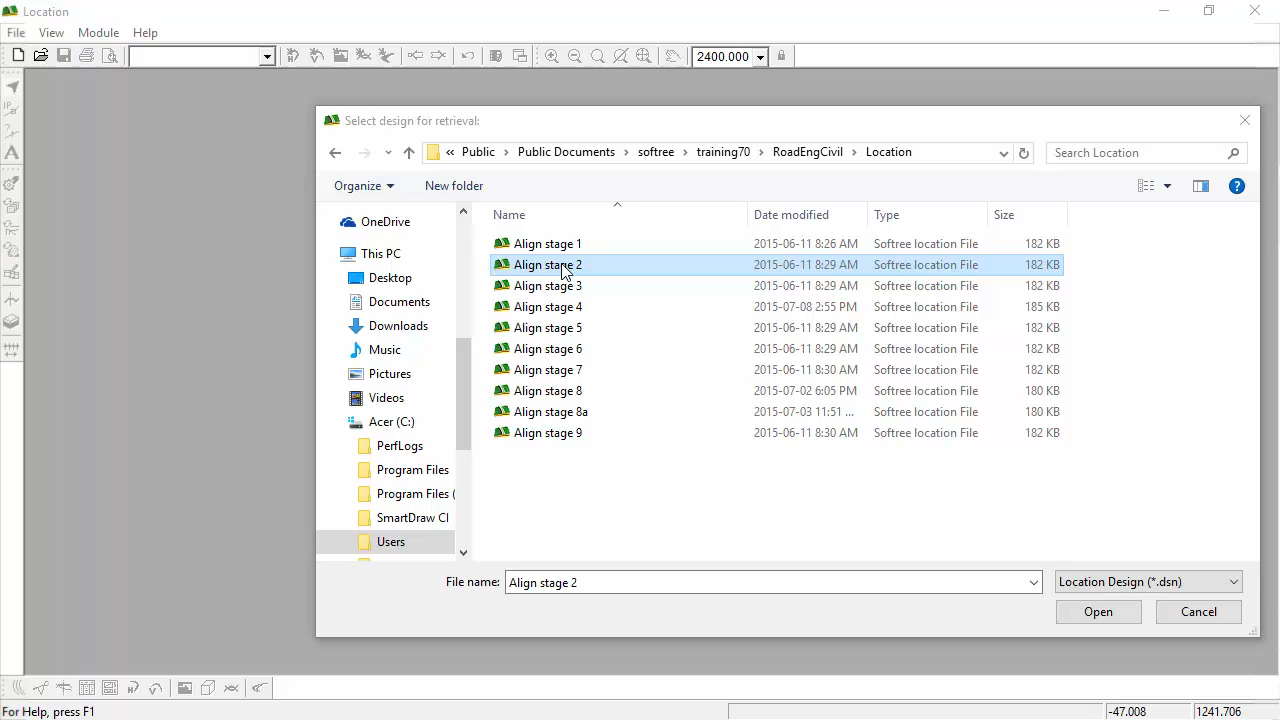 Location
File View Module Help
2400.000
Select design for retrieval:
« Public › Public Documents › softree › training70 › RoadEngCivil › Location
Search Location
Organize New folder
Name Date modified Type Size
OneDrive
This PC
Desktop
Documents
Downloads
Music
Pictures
Videos
Acer (C:)
PerfLogs
Program Files
Program Files (
SmartDraw CI
Users
Align stage 1 2015-06-11 8:26 AM Softree location File 182 KB
Align stage 2 2015-06-11 8:29 AM Softree location File 182 KB
Align stage 3 2015-06-11 8:29 AM Softree location File 182 KB
Align stage 4 2015-07-08 2:55 PM Softree location File 185 KB
Align stage 5 2015-06-11 8:29 AM Softree location File 182 KB
Align stage 6 2015-06-11 8:29 AM Softree location File 182 KB
Align stage 7 2015-06-11 8:30 AM Softree location File 182 KB
Align stage 8 2015-07-02 6:05 PM Softree location File 180 KB
Align stage 8a 2015-07-03 11:51 ... Softree location File 180 KB
Align stage 9 2015-06-11 8:30 AM Softree location File 182 KB
File name: Align stage 2 Location Design (*.dsn)
Open Cancel
For Help, press F1 -47.008 1241.706